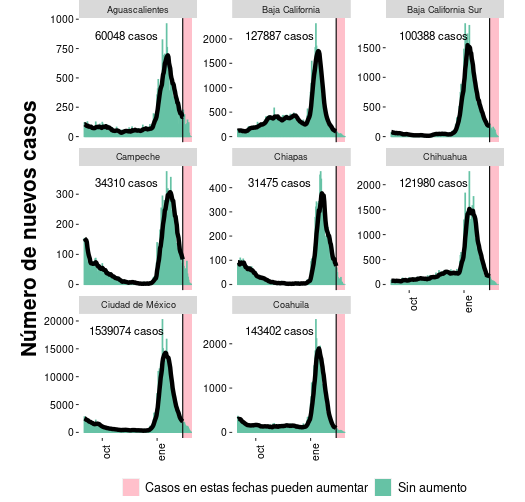 Número de nuevos casos
Aguascalientes
60048 casos
1000
750
500
250
0
Baja California
127887 casos
2000
1500
1000
500
0
Baja California Sur
100388 casos
1500
1000
500
0
Campeche
34310 casos
300
200
100
0
Chiapas
31475 casos
400
300
200
100
0
Chihuahua
121980 casos
2000
1500
1000
500
0
oct
ene
Ciudad de México
1539074 casos
20000
15000
10000
5000
0
oct
ene
Coahuila
143402 casos
2000
1000
0
oct
ene
Casos en estas fechas pueden aumentar
Sin aumento